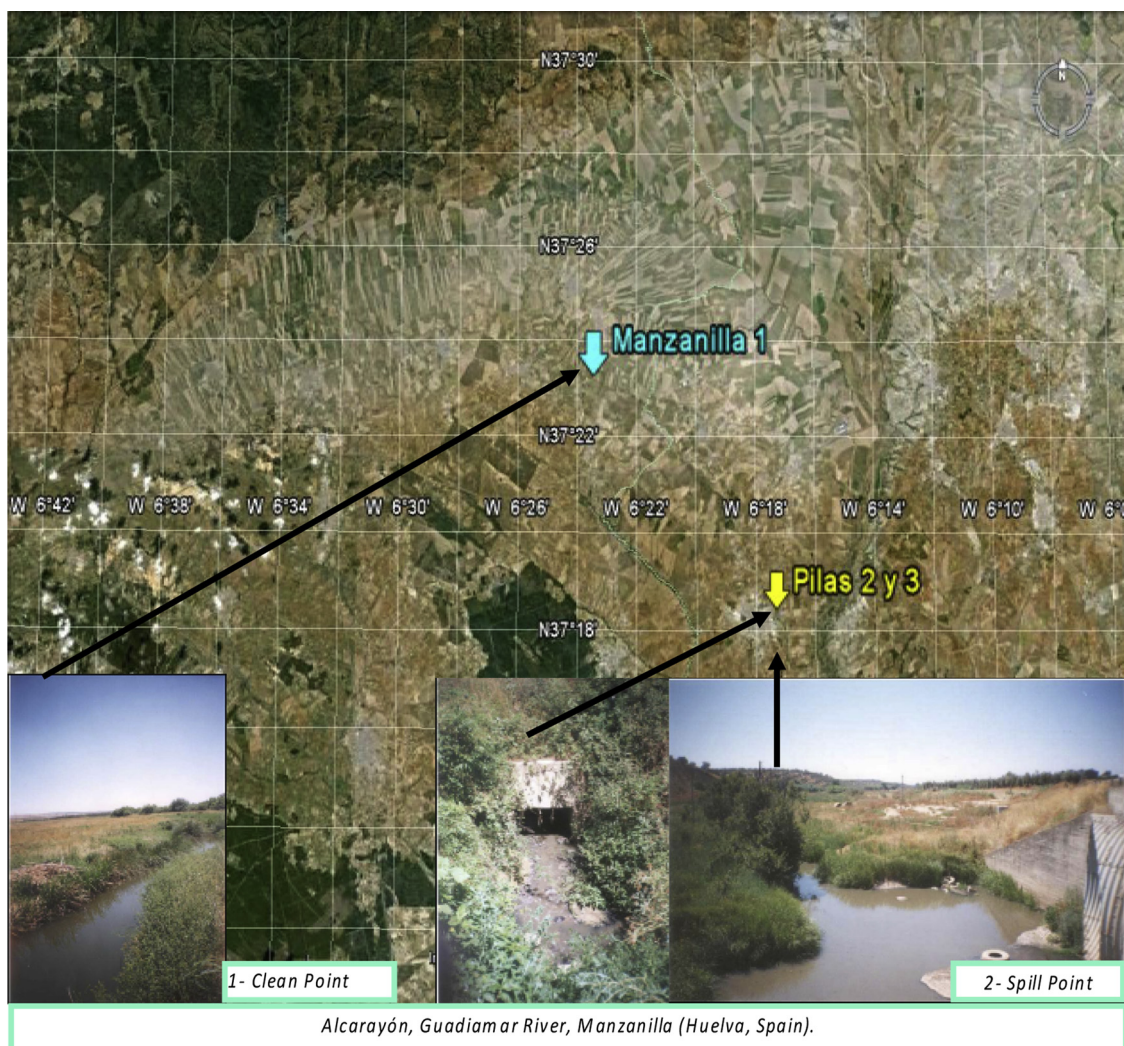 N37°30'
N
N37°26'
Manzanilla 1
N37°22'
W 6°42' W 6°38' W 6°34' W 6°30' W 6°26' W 6°22' W 6°18' W 6°14' W 6°10' W 6°
Pilas 2 y 3
N37°18'
1- Clean Point
2- Spill Point
Alcarayón, Guadiamar River, Manzanilla (Huelva, Spain).